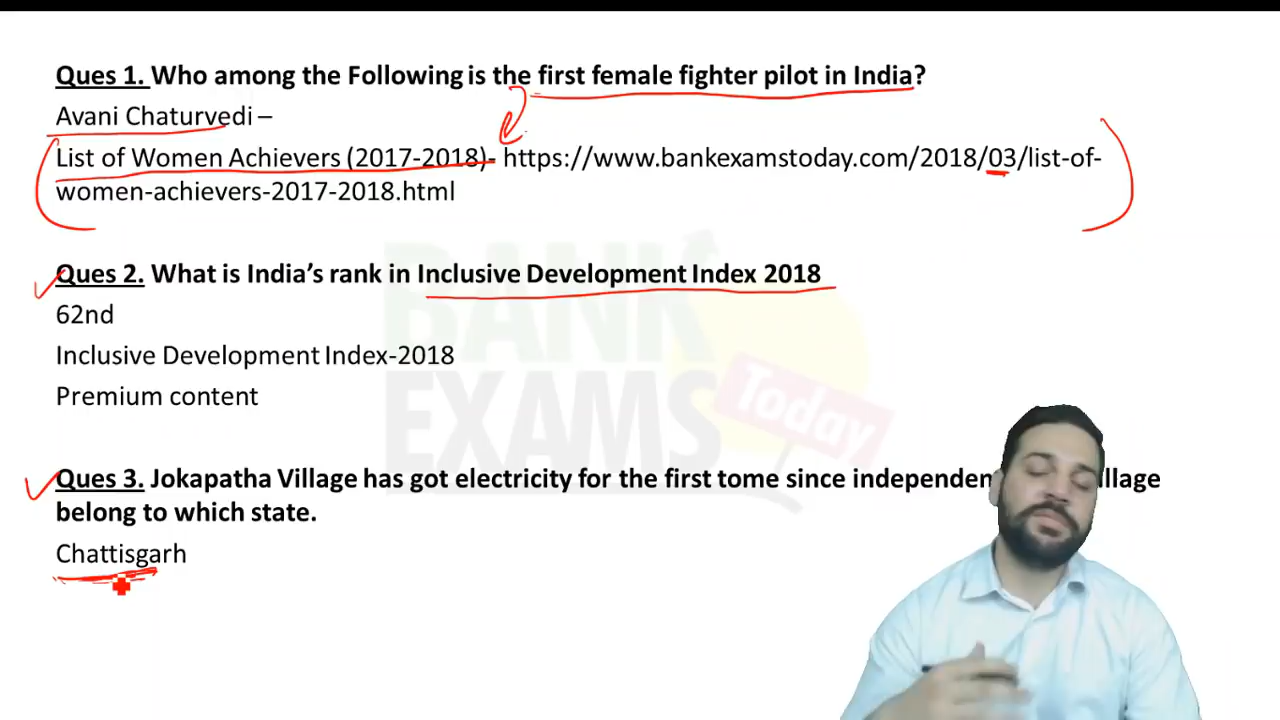 Ques 1. Who among the Following is the first female fighter pilot in India?
Avani Chaturvedi –
List of Women Achievers (2017-2018)- https://www.bankexamstoday.com/2018/03/list-of-
women-achievers-2017-2018.html
Ques 2. What is India's rank in Inclusive Development Index 2018
62nd
Inclusive Development Index-2018
Premium content
BANK
EXAMS
Today
Ques 3. Jokapatha Village has got electricity for the first tome since
belong to which state.
Chattisgarh